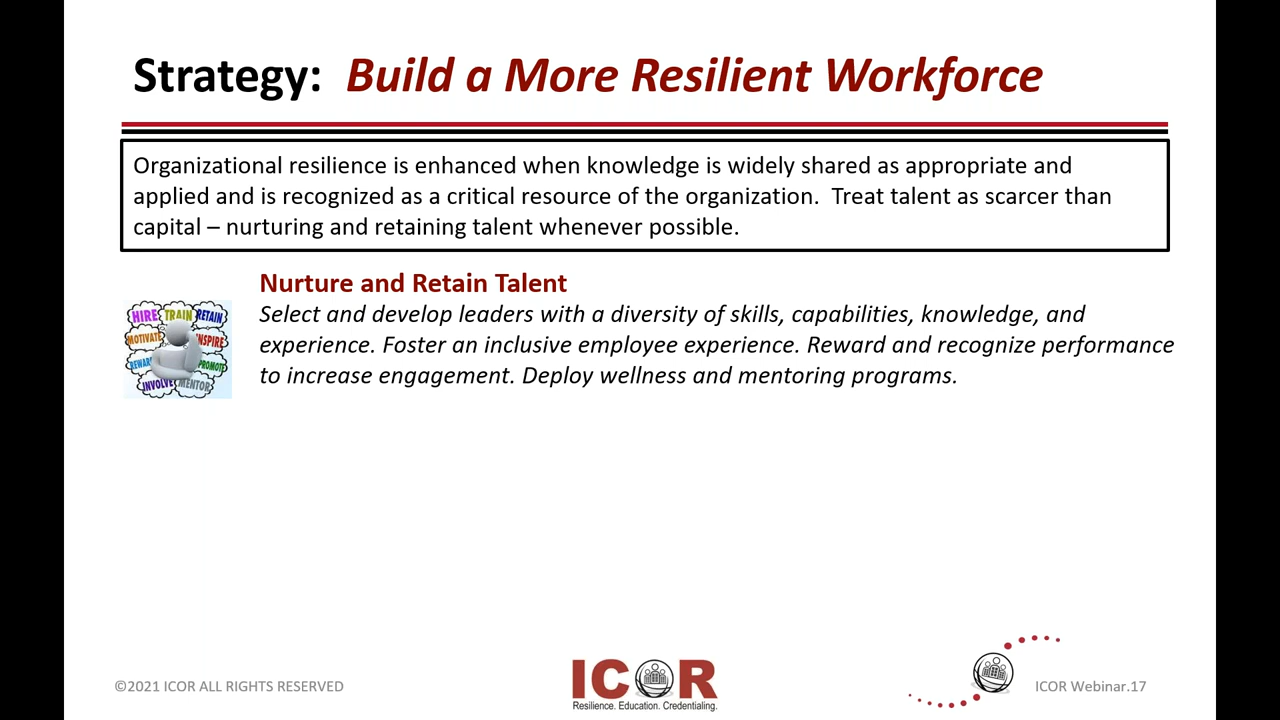 Strategy: Build a More Resilient Workforce
Organizational resilience is enhanced when knowledge is widely shared as appropriate and
applied and is recognized as a critical resource of the organization. Treat talent as scarcer than
capital – nurturing and retaining talent whenever possible.
Nurture and Retain Talent
Select and develop leaders with a diversity of skills, capabilities, knowledge, and
experience. Foster an inclusive employee experience. Reward and recognize performance
to increase engagement. Deploy wellness and mentoring programs.
HIRE TRAIN RETAIN
MOTIVATE INSPIRE
REWARD PROMOTE
INVOLVE MENTOR
©2021 ICOR ALL RIGHTS RESERVED
ICOR
Resilience. Education. Credentialing.
ICOR Webinar.17